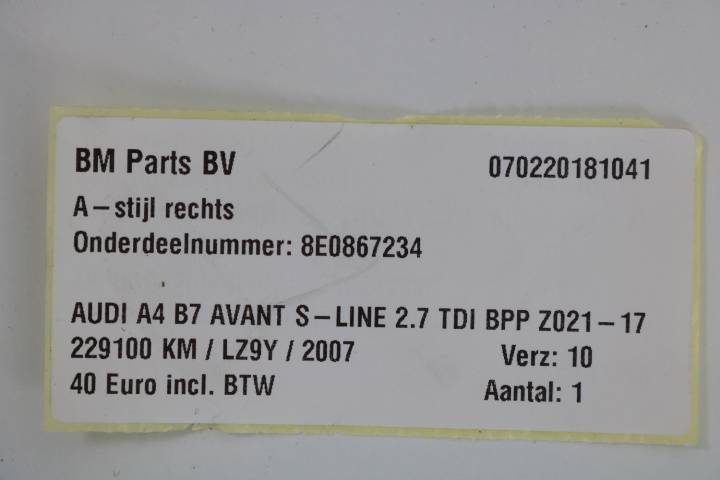 BM Parts BV 070220181041
A-stijl rechts
Onderdeelnummer: 8E0867234
AUDI A4 B7 AVANT S-LINE 2.7 TDI BPP Z021-17
229100 KM / LZ9Y / 2007 Verz: 10
40 Euro incl. BTW Aantal: 1